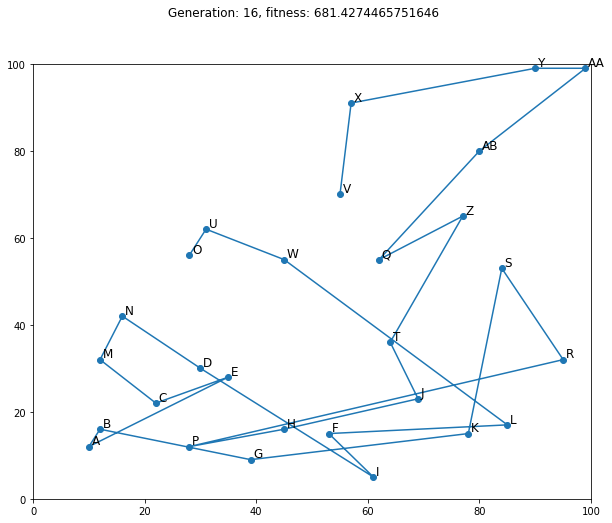 Generation: 16, fitness: 681.4274465751646
100
Y
AA
X
80
AB
V
60
U
Z
O
W
Q
S
40
N
T
M
R
D
E
20
C
J
B
H
F
L
K
A
P
G
I
0
0
20
40
60
80
100